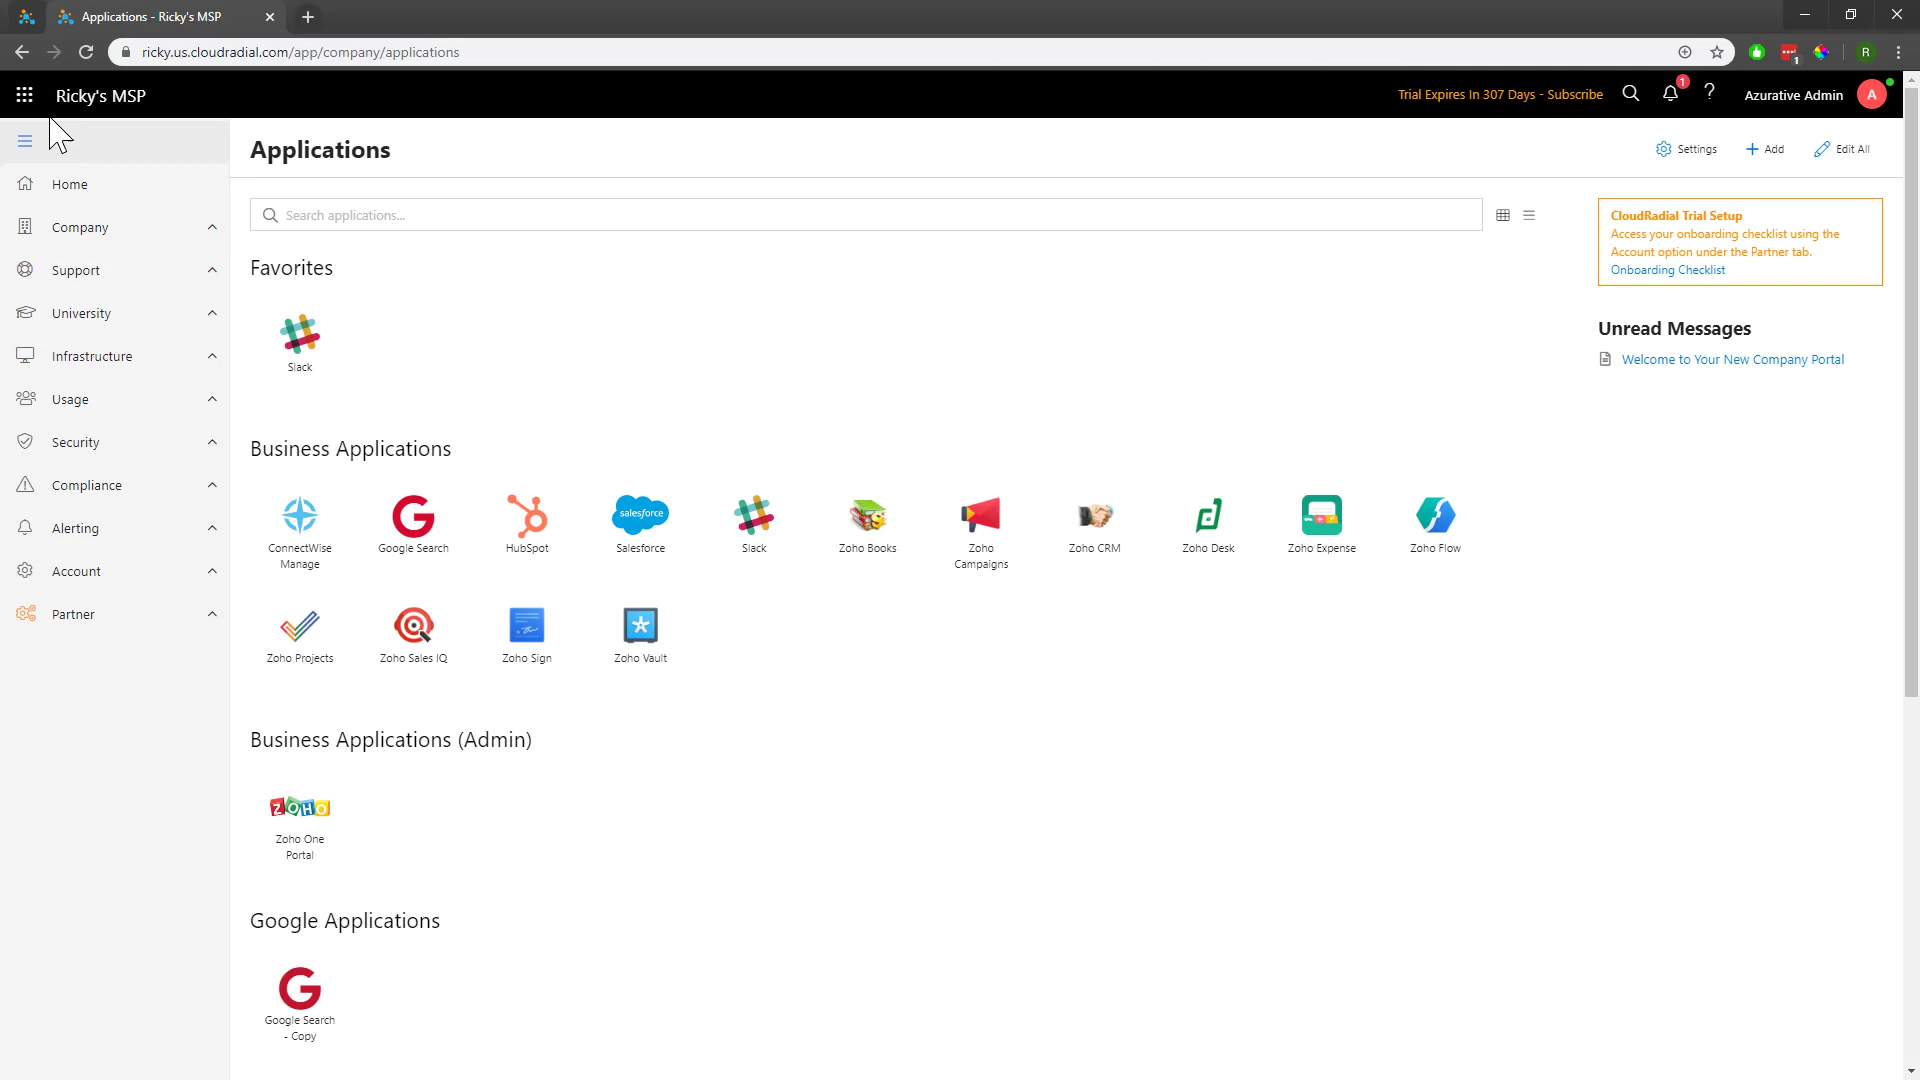 Applications - Ricky's MSP
ricky.us.cloudradial.com/app/company/applications
1
R
Ricky's MSP
Trial Expires In 307 Days - Subscribe
1
?
Azurative Admin
A
Home
Company
Support
University
Infrastructure
Usage
Security
Compliance
Alerting
Account
Partner
Applications
Settings
Add
Edit All
Search applications...
CloudRadial Trial Setup
Access your onboarding checklist using the
Account option under the Partner tab.
Onboarding Checklist
Unread Messages
Welcome to Your New Company Portal
Favorites
Slack
Business Applications
salesforce
ConnectWise
Manage
Google Search
HubSpot
Salesforce
Slack
Zoho Books
Zoho
Campaigns
Zoho CRM
Zoho Desk
Zoho Expense
Zoho Flow
Zoho Projects
Zoho Sales IQ
Zoho Sign
Zoho Vault
Business Applications (Admin)
ZOHO
Zoho One
Portal
Google Applications
Google Search
- Copy